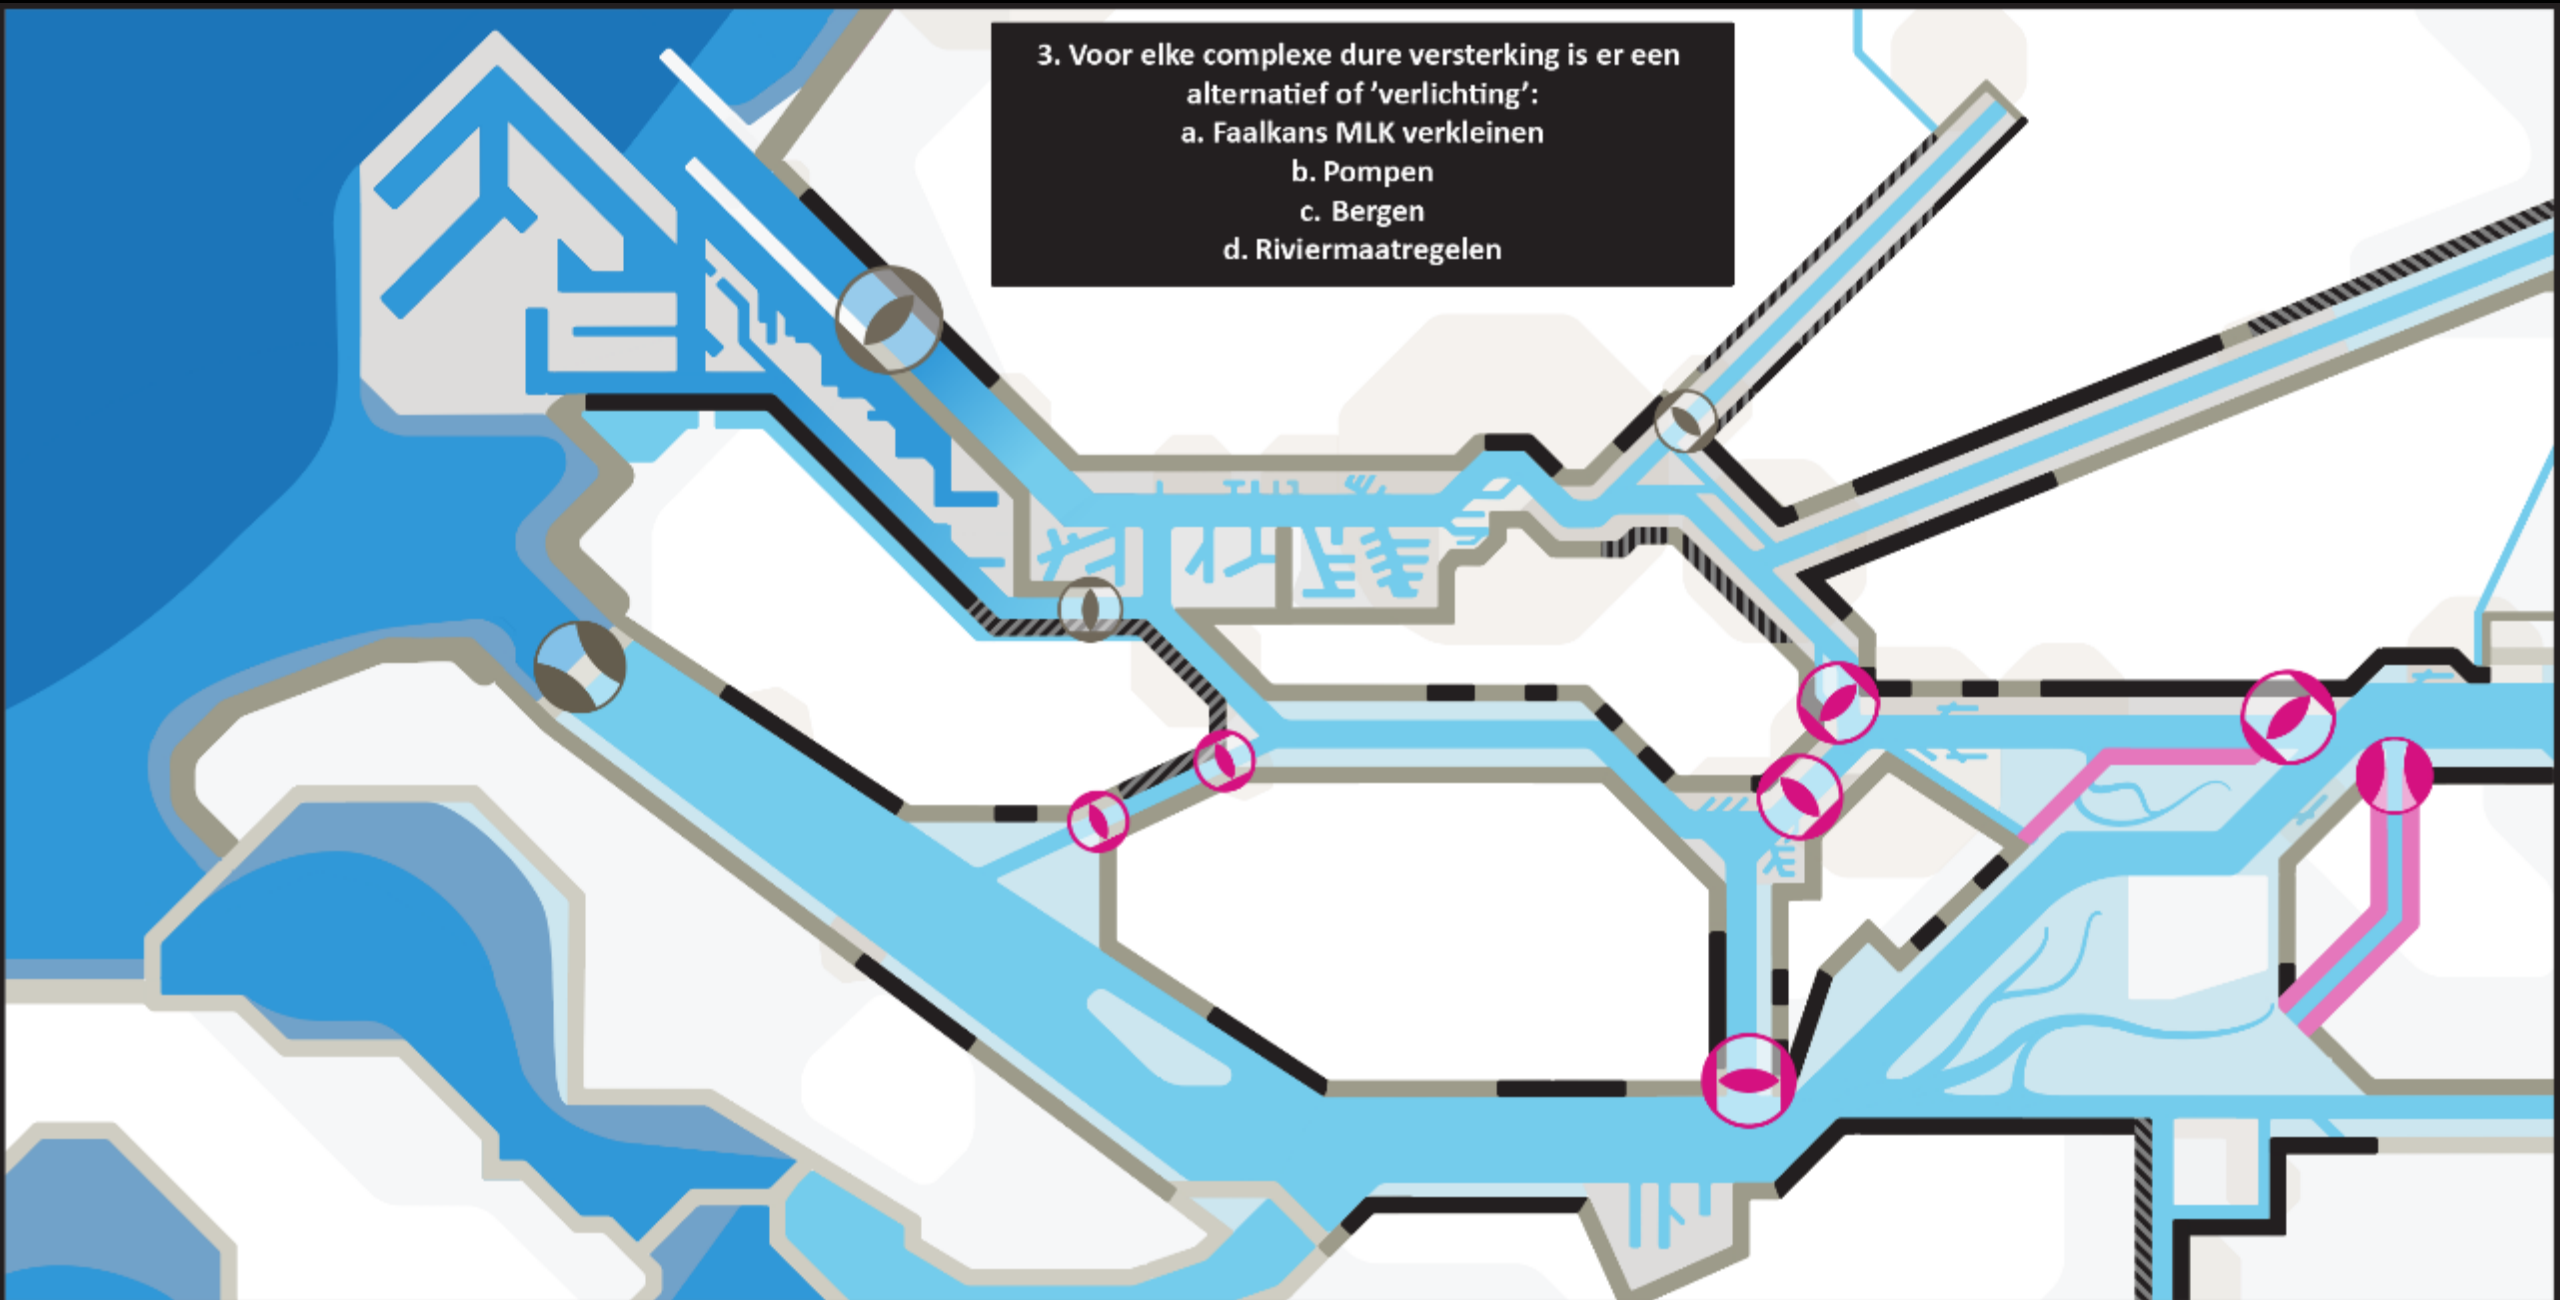 3. Voor elke complexe dure versterking is er een
alternatief of ’verlichting’:
a. Faalkans MLK verkleinen
b. Pompen
c. Bergen
d. Riviermaatregelen